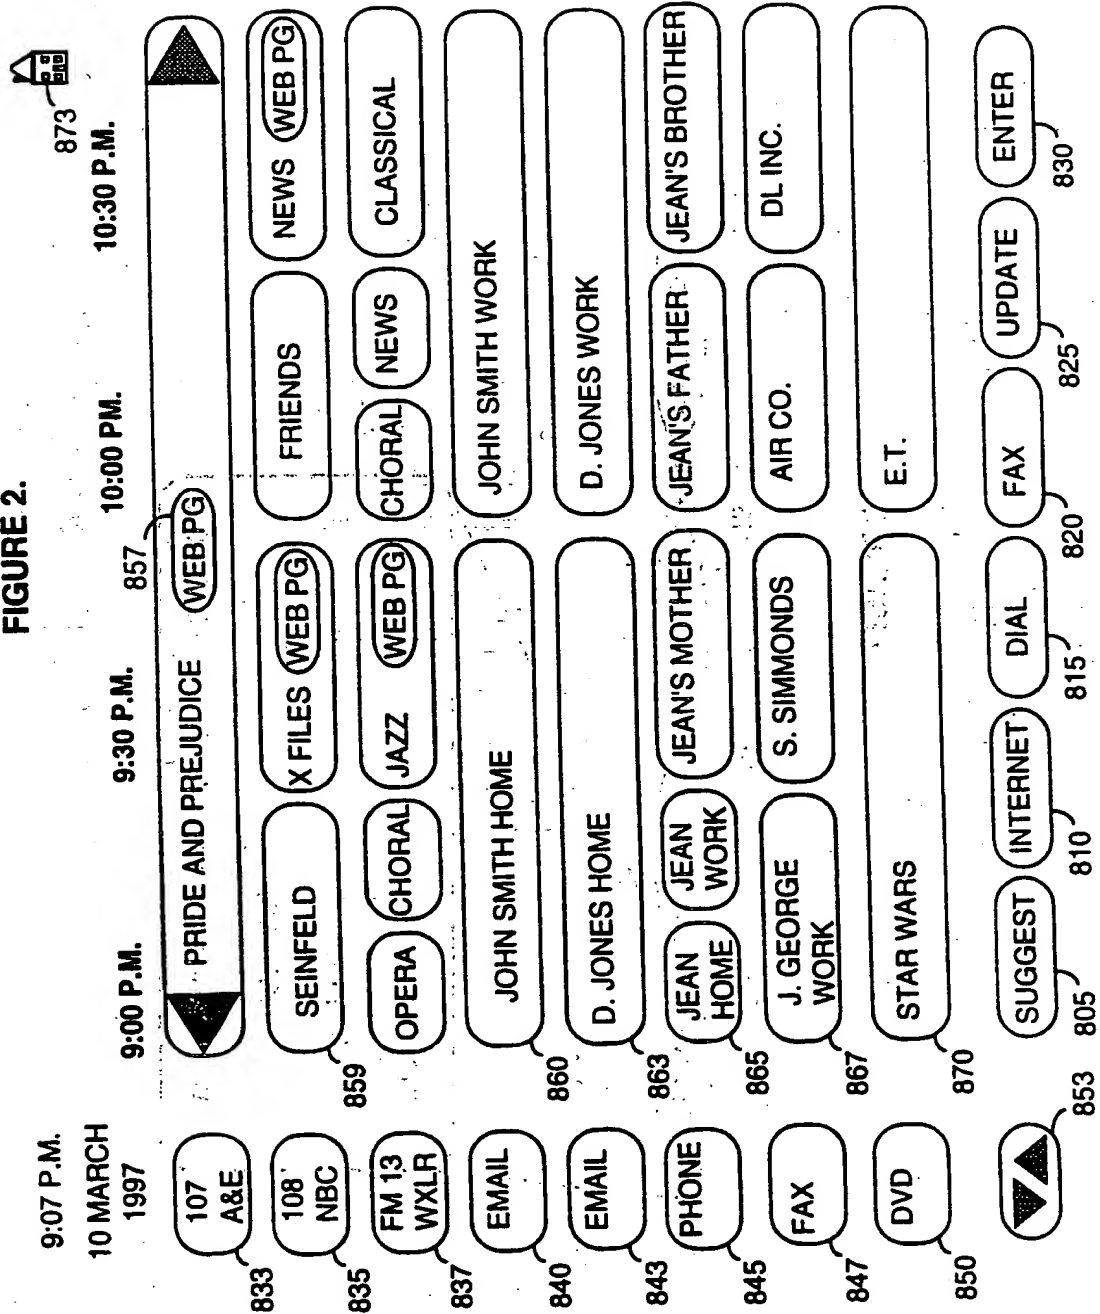 FIGURE 2.
9:07 P.M.
10 MARCH
1997
9:00 P.M.
9:30 P.M.
10:00 PM.
10:30 P.M.
873
857
107
A&E
833
PRIDE AND PREJUDICE
WEB PG
108
NBC
835
SEINFELD
859
X FILES
WEB PG
FRIENDS
NEWS
WEB PG
FM 13
WXLR
837
OPERA
CHORAL
JAZZ
WEB PG
CHORAL
NEWS
CLASSICAL
EMAIL
840
JOHN SMITH HOME
860
JOHN SMITH WORK
EMAIL
843
D. JONES HOME
863
D. JONES WORK
PHONE
845
JEAN
HOME
865
JEAN
WORK
JEAN'S MOTHER
JEAN'S FATHER
JEAN'S BROTHER
FAX
847
J. GEORGE
WORK
867
S. SIMMONDS
AIR CO.
DL INC.
DVD
850
STAR WARS
870
E.T.
853
SUGGEST
805
INTERNET
810
DIAL
815
FAX
820
UPDATE
825
ENTER
830